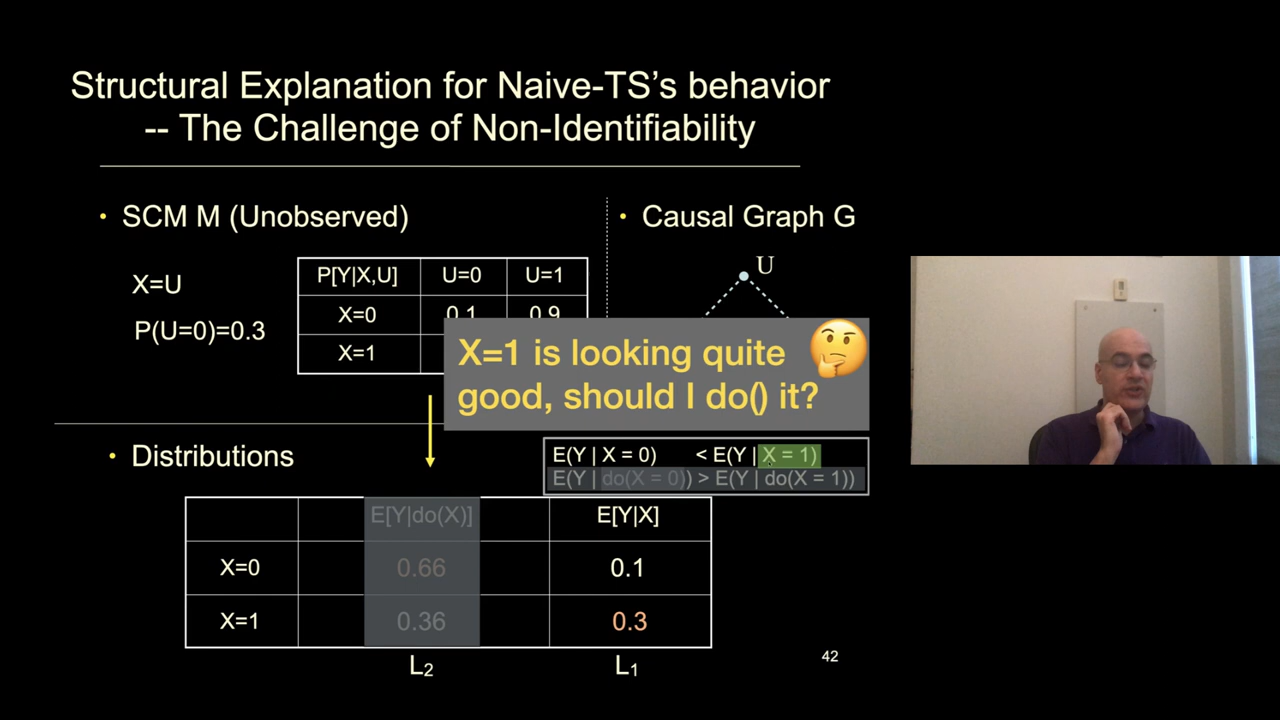 Structural Explanation for Naive-TS's behavior
-- The Challenge of Non-Identifiability
• SCM M (Unobserved)
• Causal Graph G
X=U
P(U=0)=0.3
P[Y|X,U] U=0 U=1
X=0 0.1 0.9
X=1
U
X=1 is looking quite
good, should I do() it?
• Distributions
E(Y | X = 0) < E(Y | X = 1)
E(Y | do(X = 0)) > E(Y | do(X = 1))
E[Y|do(X)] E[Y|X]
X=0 0.66 0.1
X=1 0.36 0.3
L₂ L₁
42